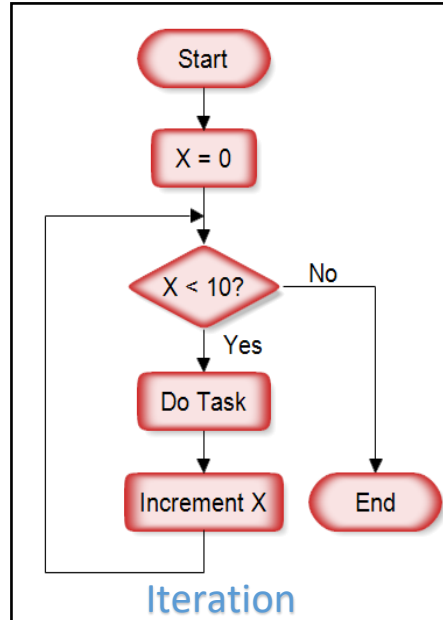 Start
X = 0
X < 10?
No
Yes
Do Task
Increment X
End
Iteration